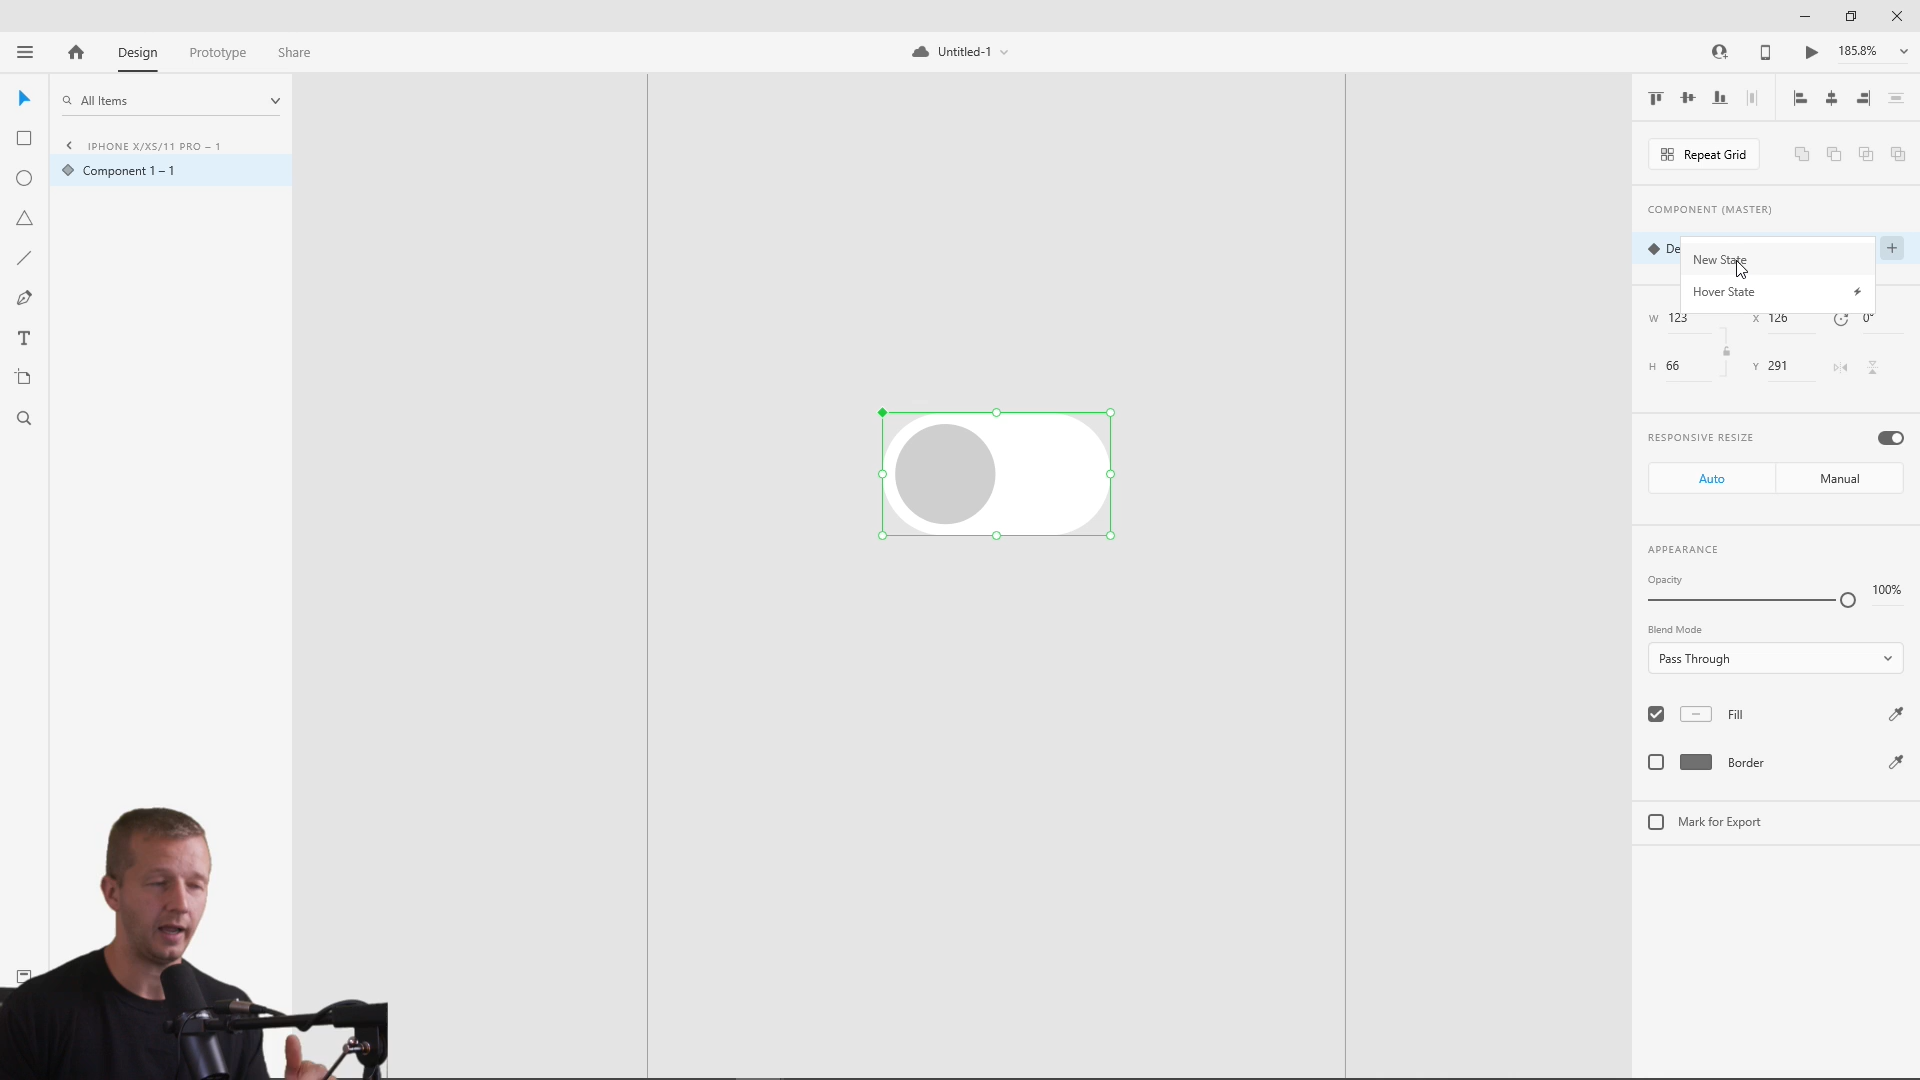 Design
Prototype
Share
Untitled-1
185.8%
All Items
IPHONE X/XS/11 PRO – 1
Component 1 – 1
Repeat Grid
COMPONENT (MASTER)
De
New State
Hover State
W 123
X 126
0°
H 66
Y 291
RESPONSIVE RESIZE
Auto
Manual
APPEARANCE
Opacity
100%
Blend Mode
Pass Through
Fill
Border
Mark for Export